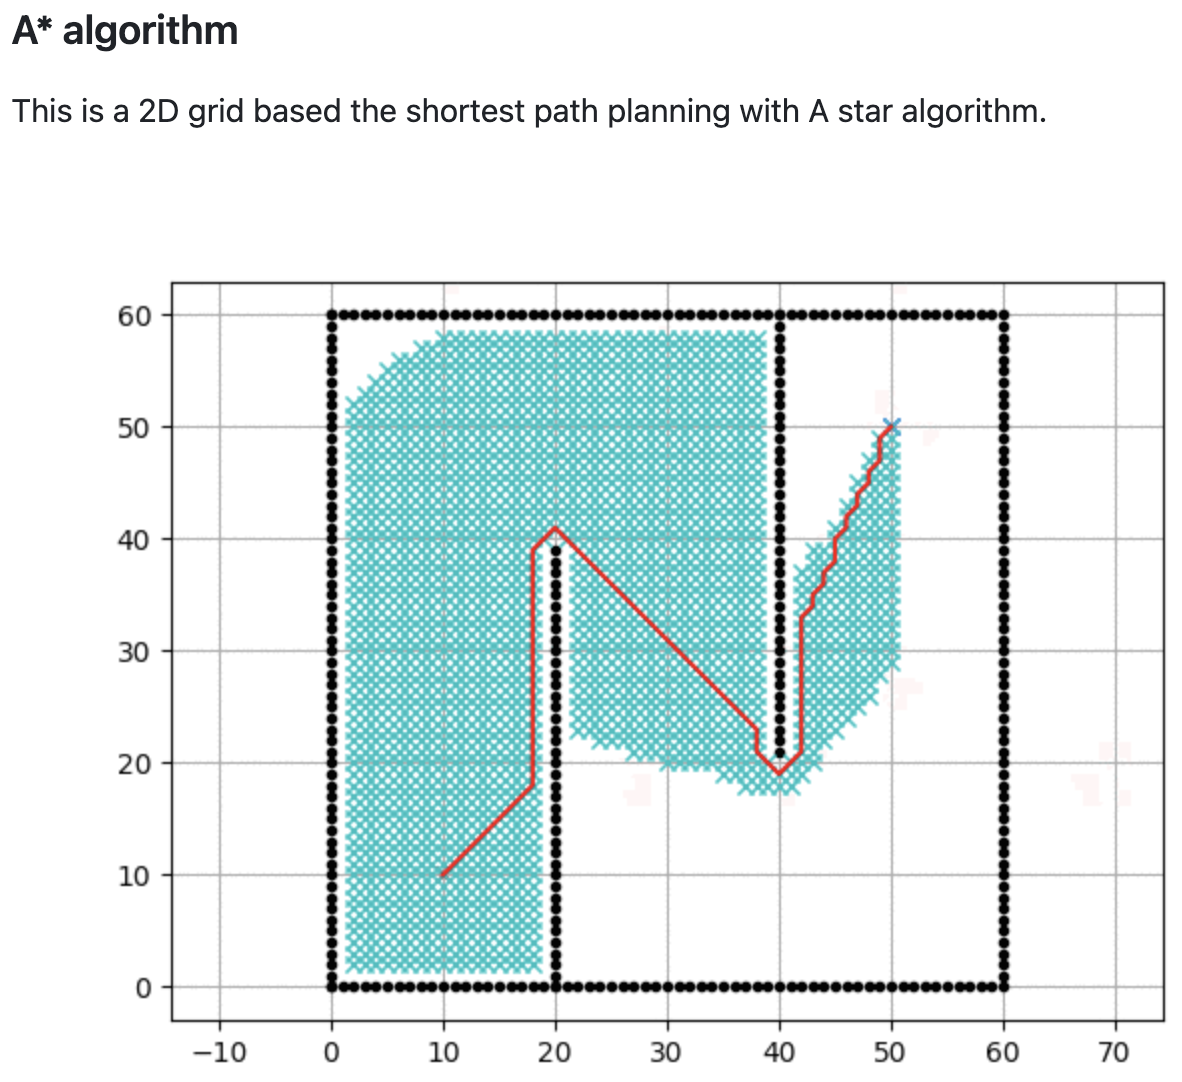 A* algorithm
This is a 2D grid based the shortest path planning with A star algorithm.
60
50
40
30
20
10
0
−10 0 10 20 30 40 50 60 70